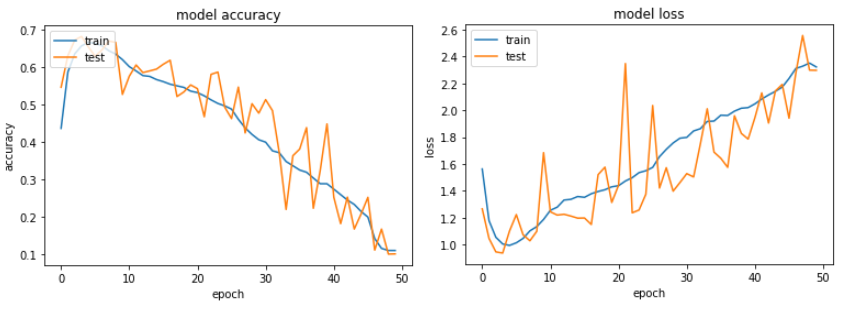 model accuracy
train
test
0.7
0.6
0.5
0.4
0.3
0.2
0.1
accuracy
0 10 20 30 40 50
epoch
model loss
train
test
2.6
2.4
2.2
2.0
1.8
1.6
1.4
1.2
1.0
loss
0 10 20 30 40 50
epoch